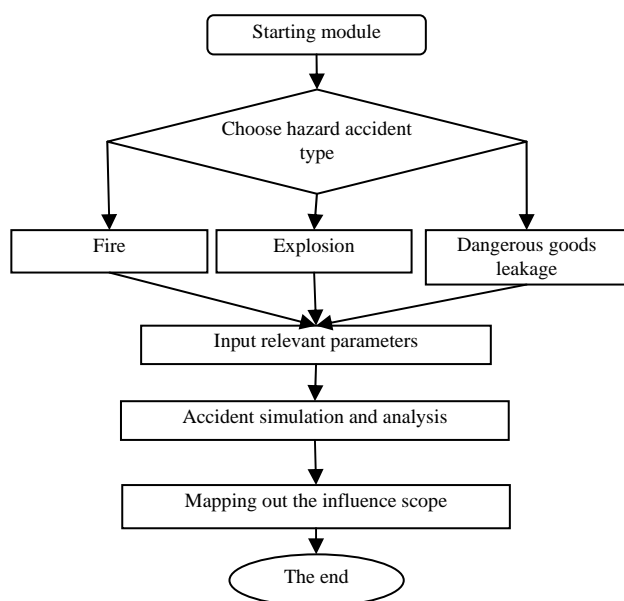 Starting module
Choose hazard accident
type
Fire
Explosion
Dangerous goods
leakage
Input relevant parameters
Accident simulation and analysis
Mapping out the influence scope
The end